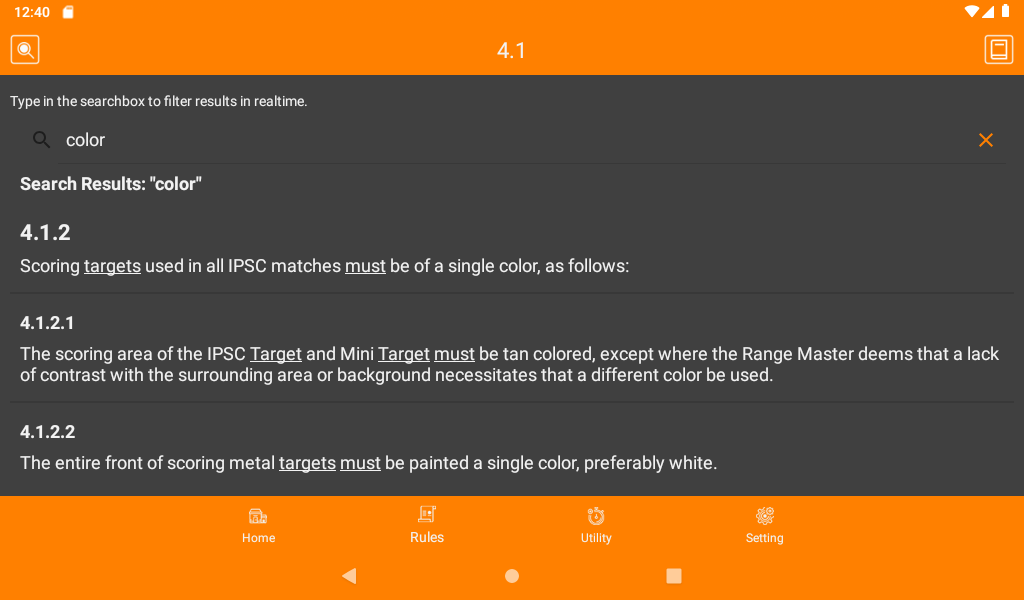 12:40
4.1
Type in the searchbox to filter results in realtime.
color
Search Results: "color"
4.1.2
Scoring targets used in all IPSC matches must be of a single color, as follows:
4.1.2.1
The scoring area of the IPSC Target and Mini Target must be tan colored, except where the Range Master deems that a lack
of contrast with the surrounding area or background necessitates that a different color be used.
4.1.2.2
The entire front of scoring metal targets must be painted a single color, preferably white.
Home
Rules
Utility
Setting